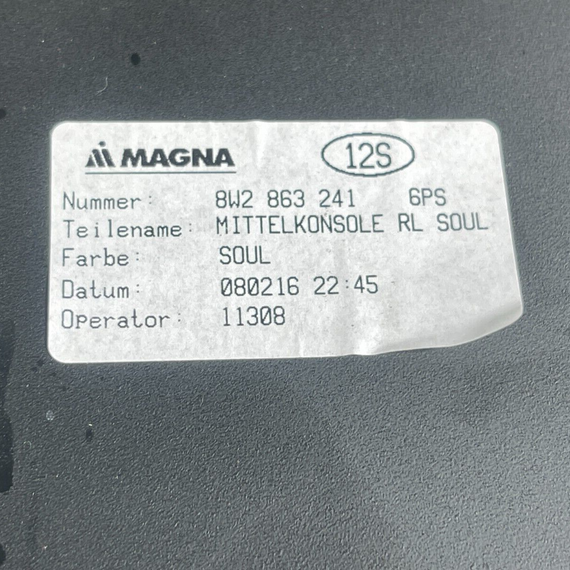 MAGNA 12S
Nummer: 8W2 863 241 6PS
Teilename: MITTELKONSOLE RL SOUL
Farbe: SOUL
Datum: 080216 22:45
Operator: 11308